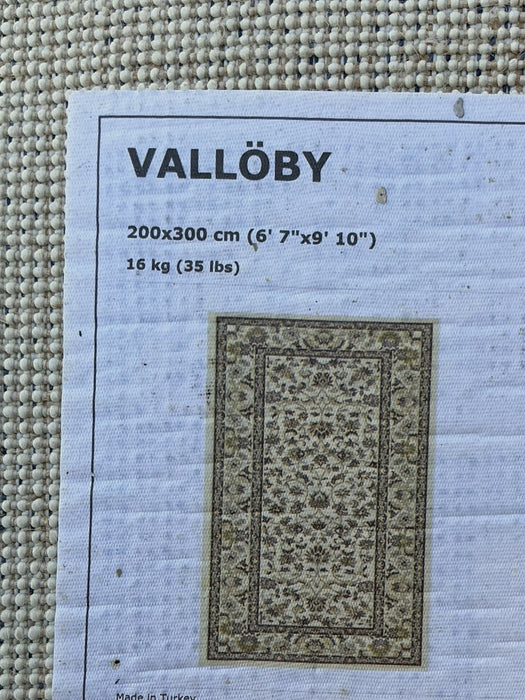 VALLÖBY
200x300 cm (6' 7"x9' 10")
16 kg (35 lbs)
Made in Turkey